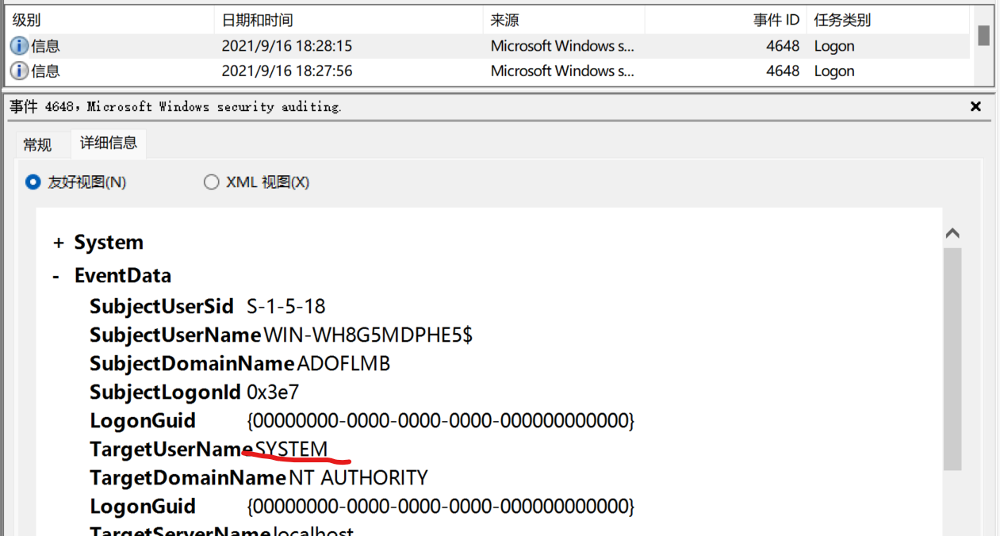 级别 日期和时间 来源 事件 ID 任务类别
信息 2021/9/16 18:28:15 Microsoft Windows s... 4648 Logon
信息 2021/9/16 18:27:56 Microsoft Windows s... 4648 Logon
事件 4648，Microsoft Windows security auditing.
常规 详细信息
友好视图(N) XML 视图(X)
+ System
- EventData
SubjectUserSid S-1-5-18
SubjectUserName WIN-WH8G5MDPHE5$
SubjectDomainName ADOFLMB
SubjectLogonId 0x3e7
LogonGuid {00000000-0000-0000-0000-000000000000}
TargetUserName SYSTEM
TargetDomainName NT AUTHORITY
LogonGuid {00000000-0000-0000-0000-000000000000}
TargetServerName localhost